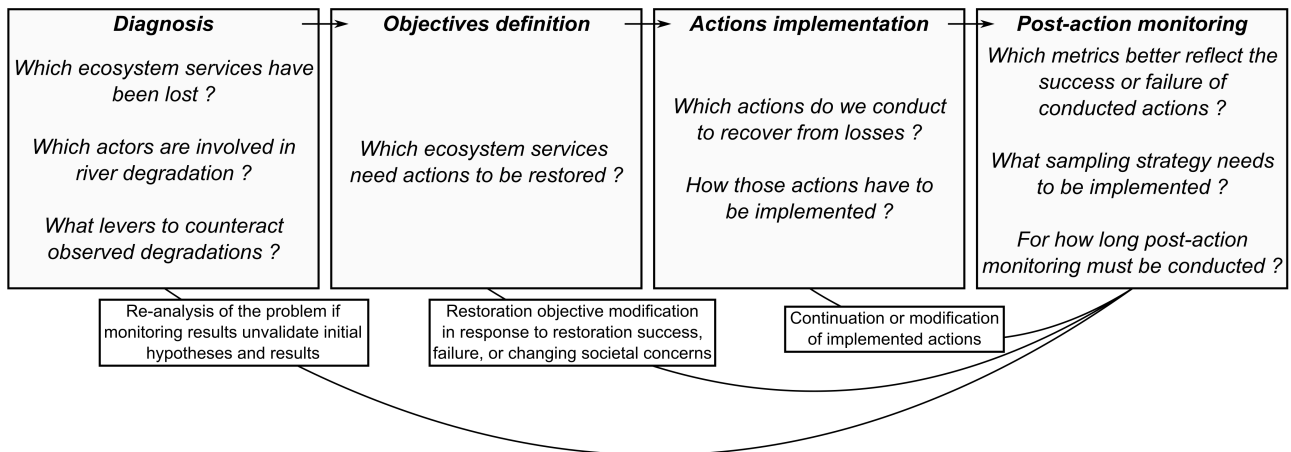 Diagnosis
Which ecosystem services have
been lost ?
Which actors are involved in
river degradation ?
What levers to counteract
observed degradations ?
Objectives definition
Which ecosystem services
need actions to be restored ?
Actions implementation
Which actions do we conduct
to recover from losses ?
How those actions have to
be implemented ?
Post-action monitoring
Which metrics better reflect the
success or failure of
conducted actions ?
What sampling strategy needs
to be implemented ?
For how long post-action
monitoring must be conducted ?
Re-analysis of the problem if
monitoring results unvalidate initial
hypotheses and results
Restoration objective modification
in response to restoration success,
failure, or changing societal concerns
Continuation or modification
of implemented actions